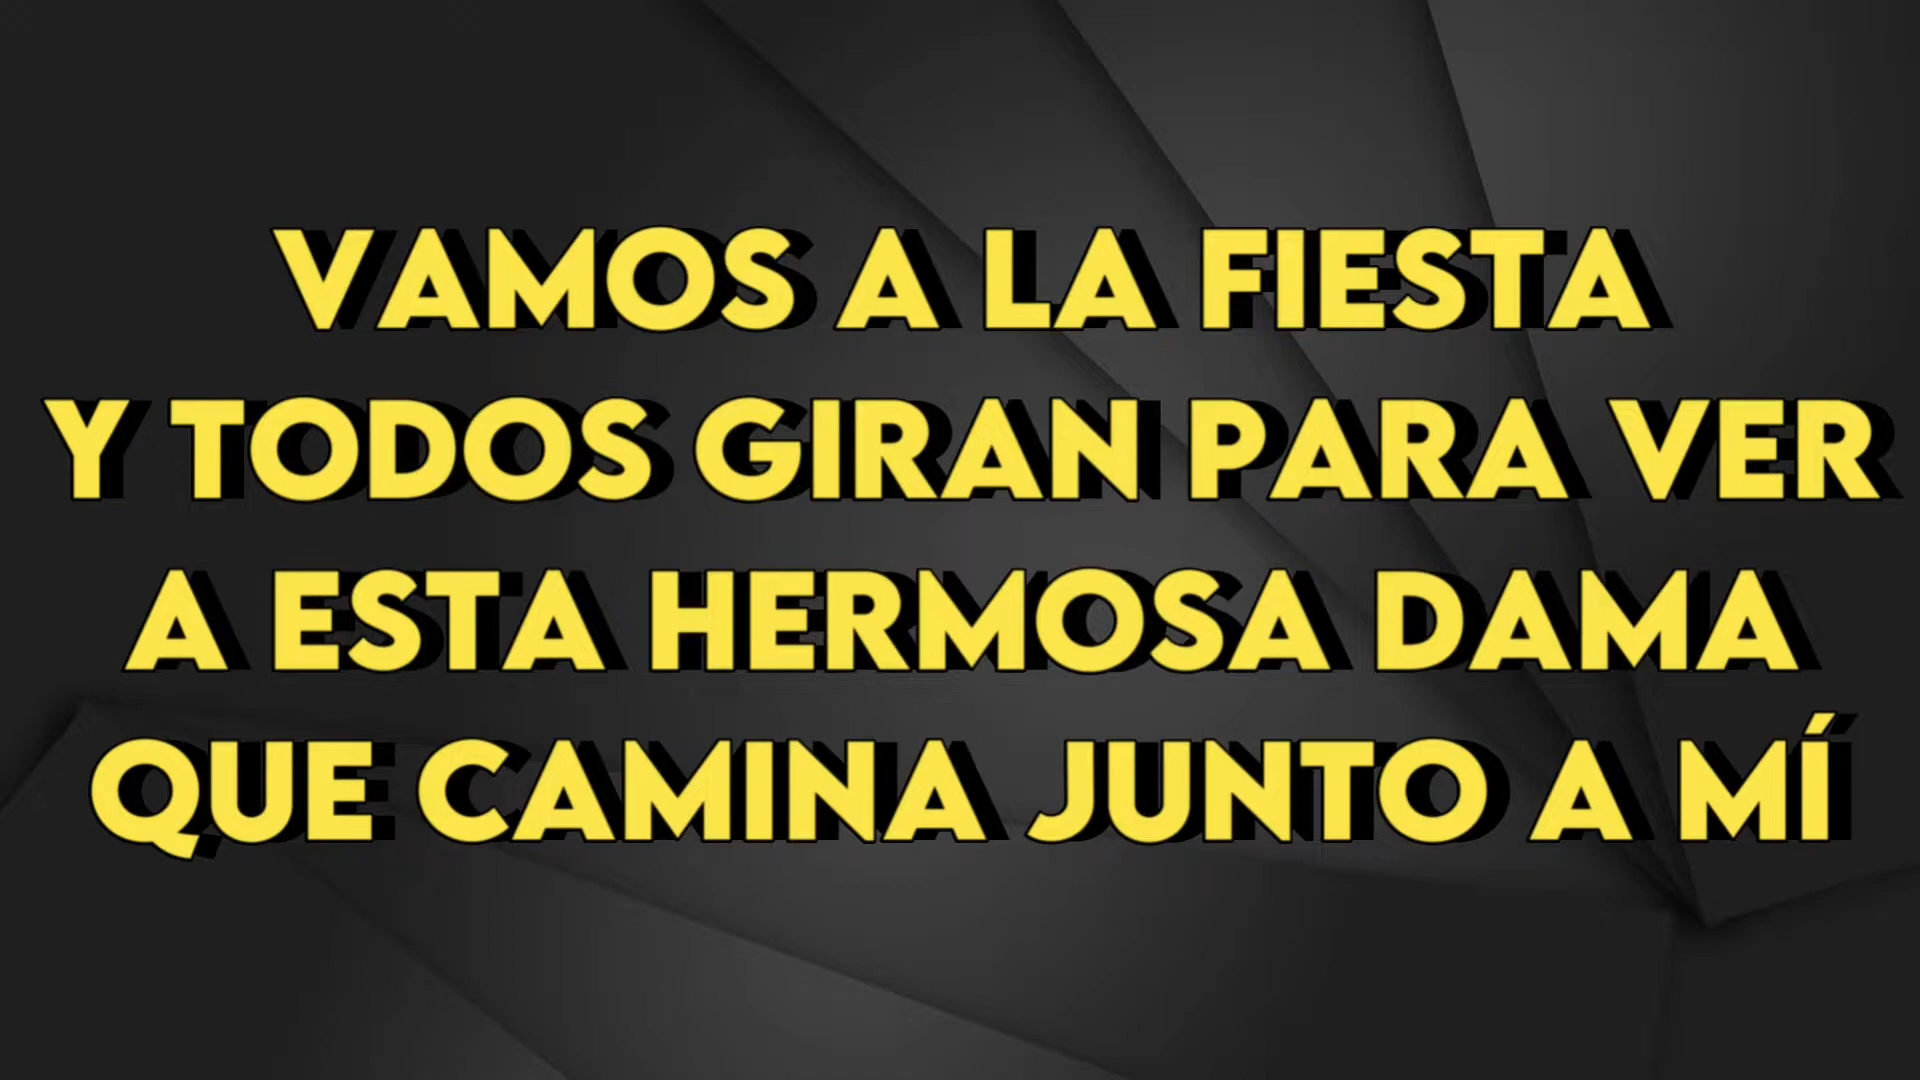 VAMOS A LA FIESTA
Y TODOS GIRAN PARA VER
A ESTA HERMOSA DAMA
QUE CAMINA JUNTO A MÍ